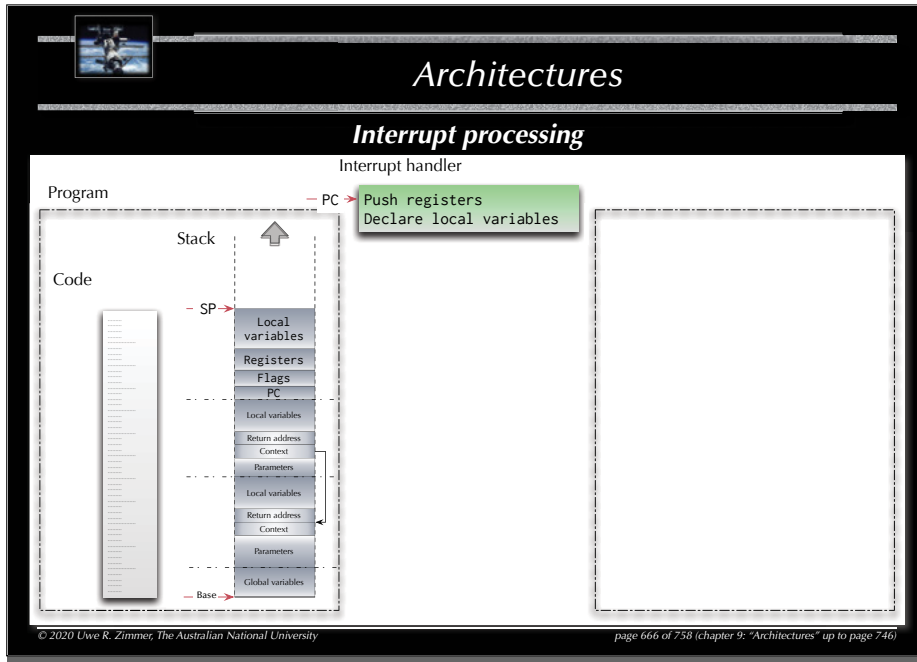 Architectures
Interrupt processing
Interrupt handler
Program
PC
Push registers
Declare local variables
Stack
Code
SP
Local
variables
Registers
Flags
PC
Local variables
Return address
Context
Parameters
Local variables
Return address
Context
Parameters
Global variables
Base
© 2020 Uwe R. Zimmer, The Australian National University
page 666 of 758 (chapter 9: “Architectures” up to page 746)